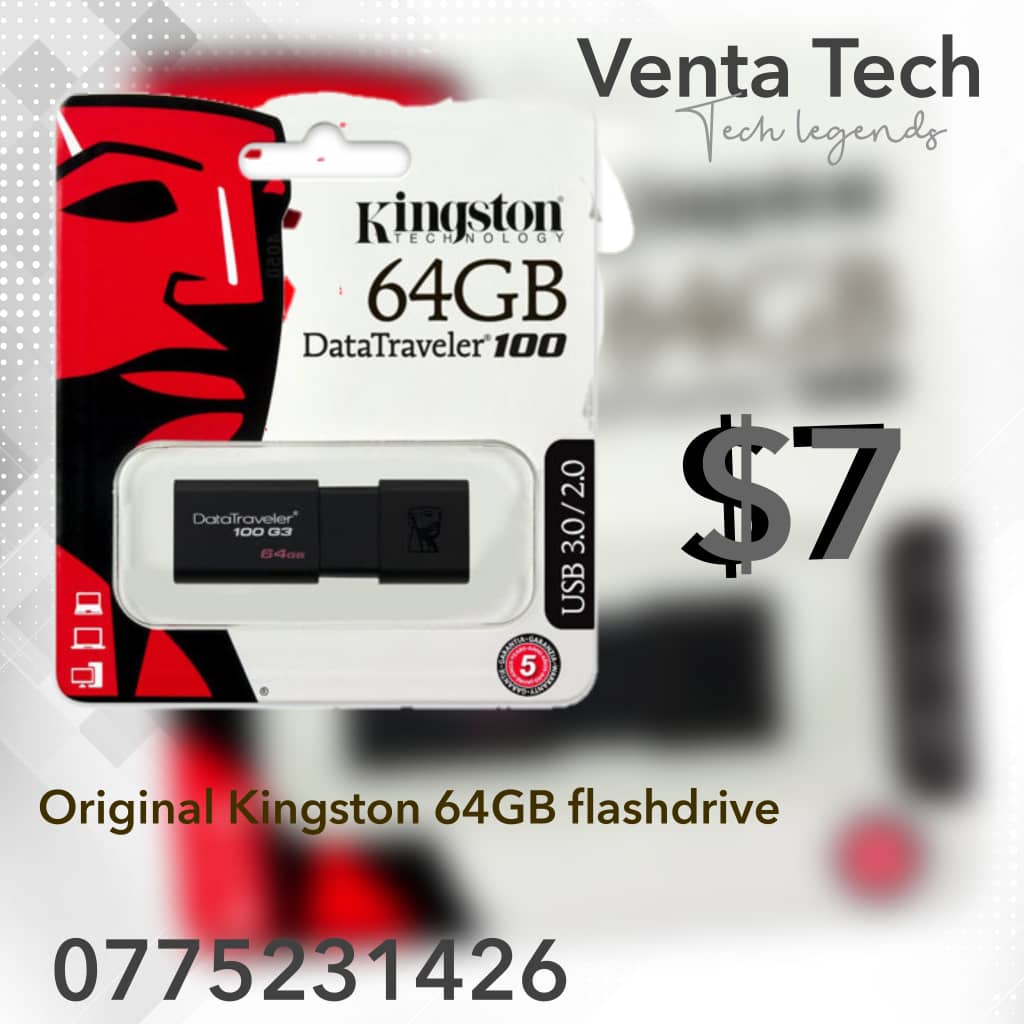 Venta Tech
Tech legends
Kingston
TECHNOLOGY
64GB
DataTraveler® 100
$7
DataTraveler®
100 G3
64GB
USB 3.0 / 2.0
5
®
Original Kingston 64GB flashdrive
0775231426